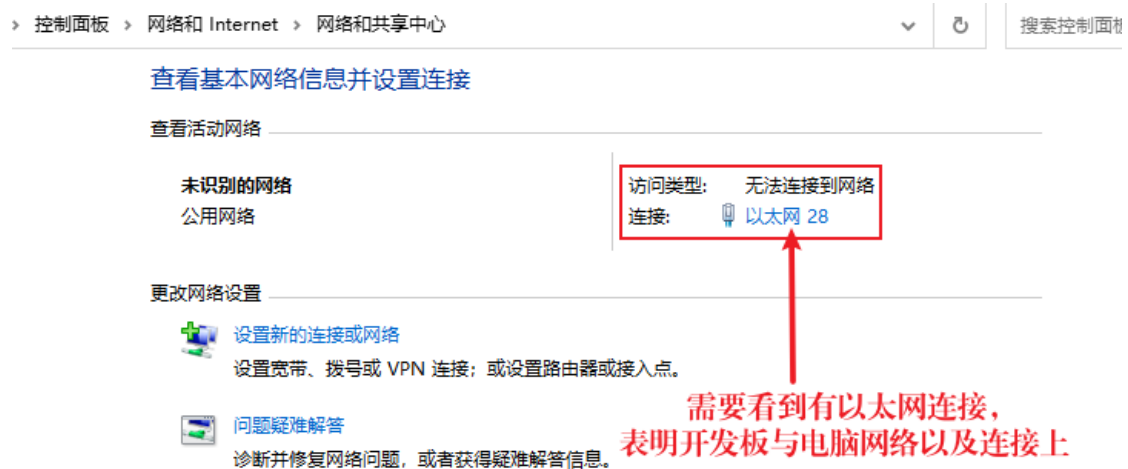 控制面板 › 网络和 Internet › 网络和共享中心
搜索控制面板
查看基本网络信息并设置连接
查看活动网络
未识别的网络
公用网络
访问类型: 无法连接到网络
连接: 以太网 28
更改网络设置
设置新的连接或网络
设置宽带、拨号或 VPN 连接；或设置路由器或接入点。
问题疑难解答
诊断并修复网络问题，或者获得疑难解答信息。
需要看到有以太网连接，
表明开发板与电脑网络以及连接上